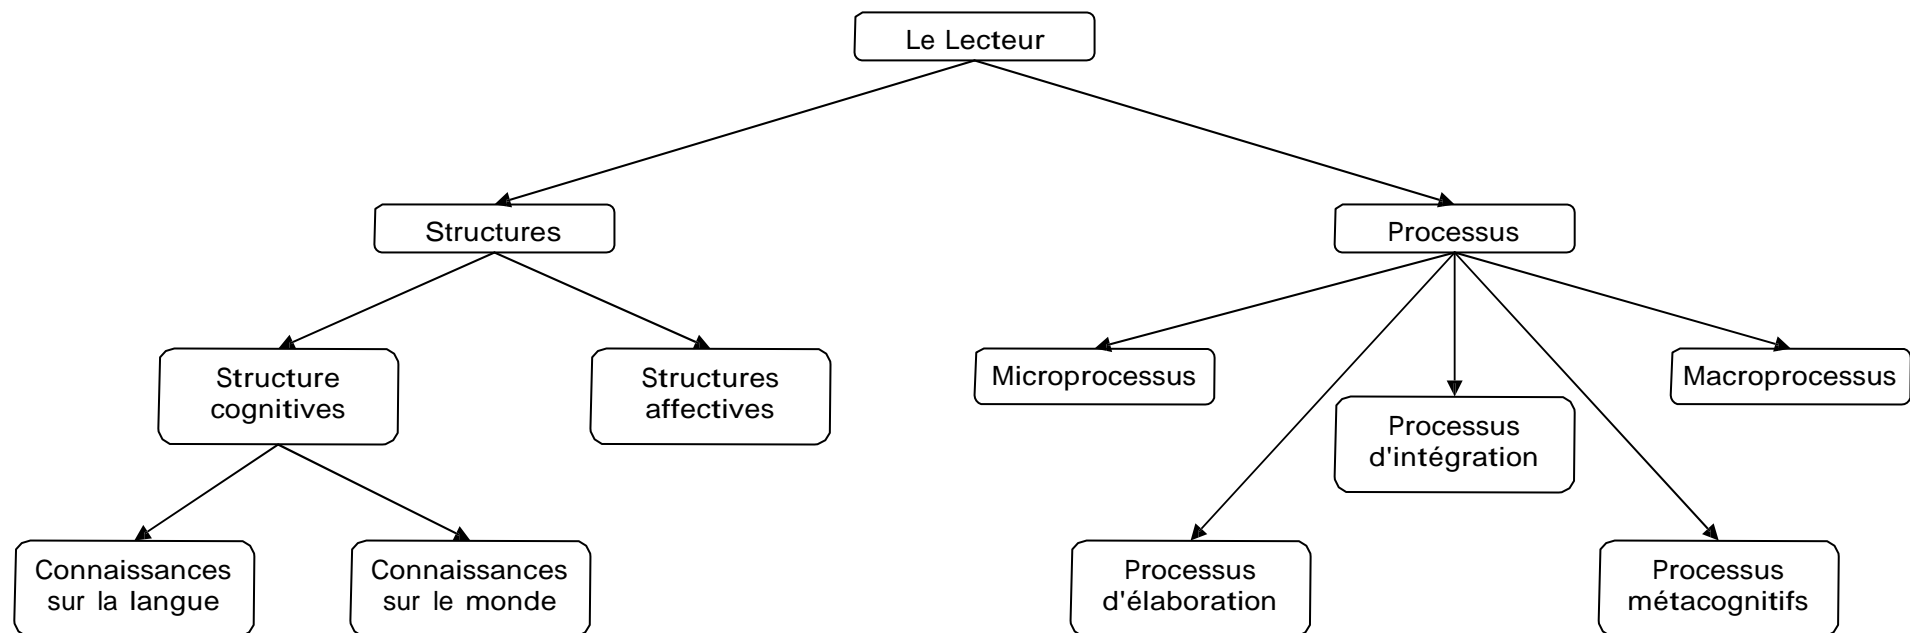 Le Lecteur
Structures
Processus
Structure
cognitives
Structures
affectives
Microprocessus
Macroprocessus
Processus
d'intégration
Connaissances
sur la langue
Connaissances
sur le monde
Processus
d'élaboration
Processus
métacognitifs